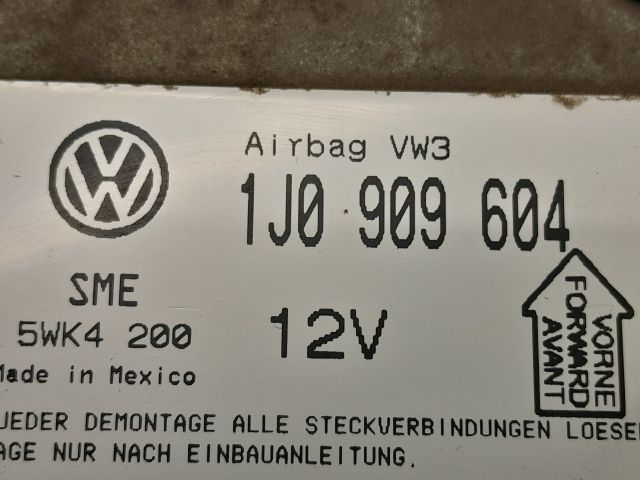 Airbag VW3
1J0 909 604
SME
5WK4 200
12V
Made in Mexico
VORNE
FORWARD
AVANT
JEDER DEMONTAGE ALLE STECKVERBINDUNGEN LOESE
AGE NUR NACH EINBAUANLEITUNG.